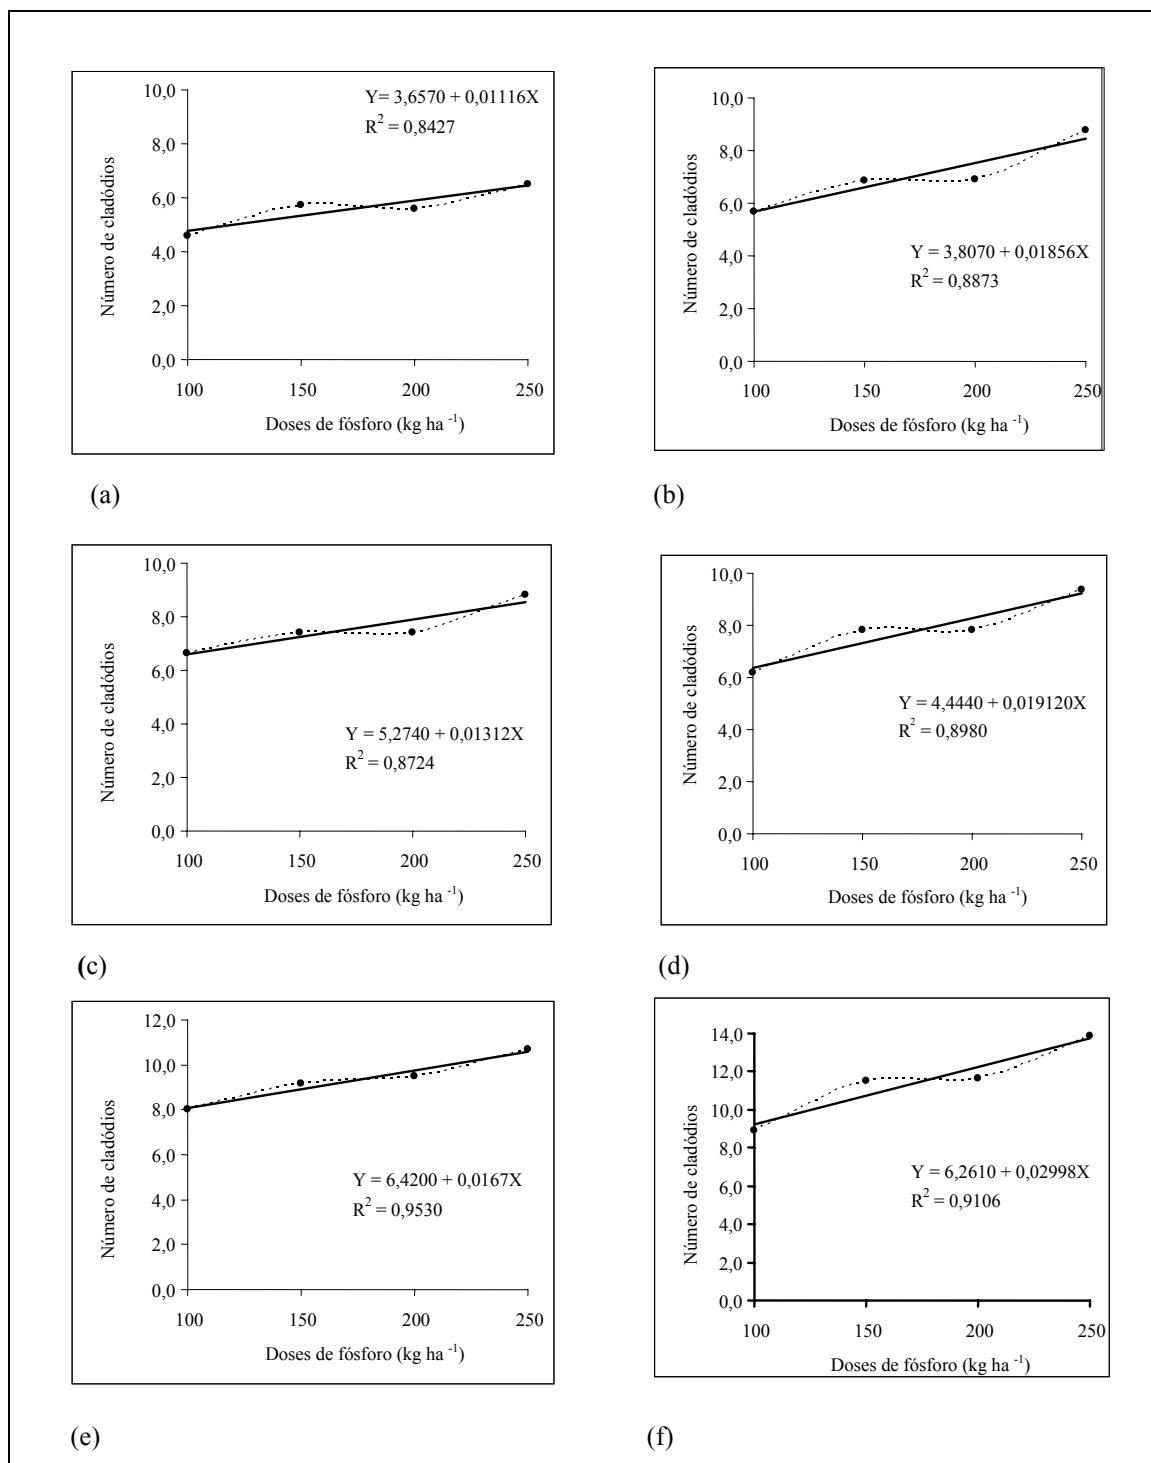 10,0
8,0
6,0
4,0
2,0
0,0
100 150 200 250
Número de cladódios
Doses de fósforo (kg ha -1)
Y= 3,6570 + 0,01116X
R2 = 0,8427
(a)
10,0
8,0
6,0
4,0
2,0
0,0
100 150 200 250
Número de cladódios
Doses de fósforo (kg ha -1)
Y = 3,8070 + 0,01856X
R2 = 0,8873
(b)
10,0
8,0
6,0
4,0
2,0
0,0
100 150 200 250
Número de cladódios
Doses de fósforo (kg ha -1)
Y = 5,2740 + 0,01312X
R2 = 0,8724
(c)
10,0
8,0
6,0
4,0
2,0
0,0
100 150 200 250
Número de cladódios
Doses de fósforo (kg ha -1)
Y = 4,4440 + 0,019120X
R2 = 0,8980
(d)
12,0
10,0
8,0
6,0
4,0
2,0
0,0
100 150 200 250
Número de cladódios
Doses de fósforo (kg ha -1)
Y = 6,4200 + 0,0167X
R2 = 0,9530
(e)
14,0
12,0
10,0
8,0
6,0
4,0
2,0
0,0
100 150 200 250
Número de cladódios
Doses de fósforo (kg ha -1)
Y = 6,2610 + 0,02998X
R2 = 0,9106
(f)